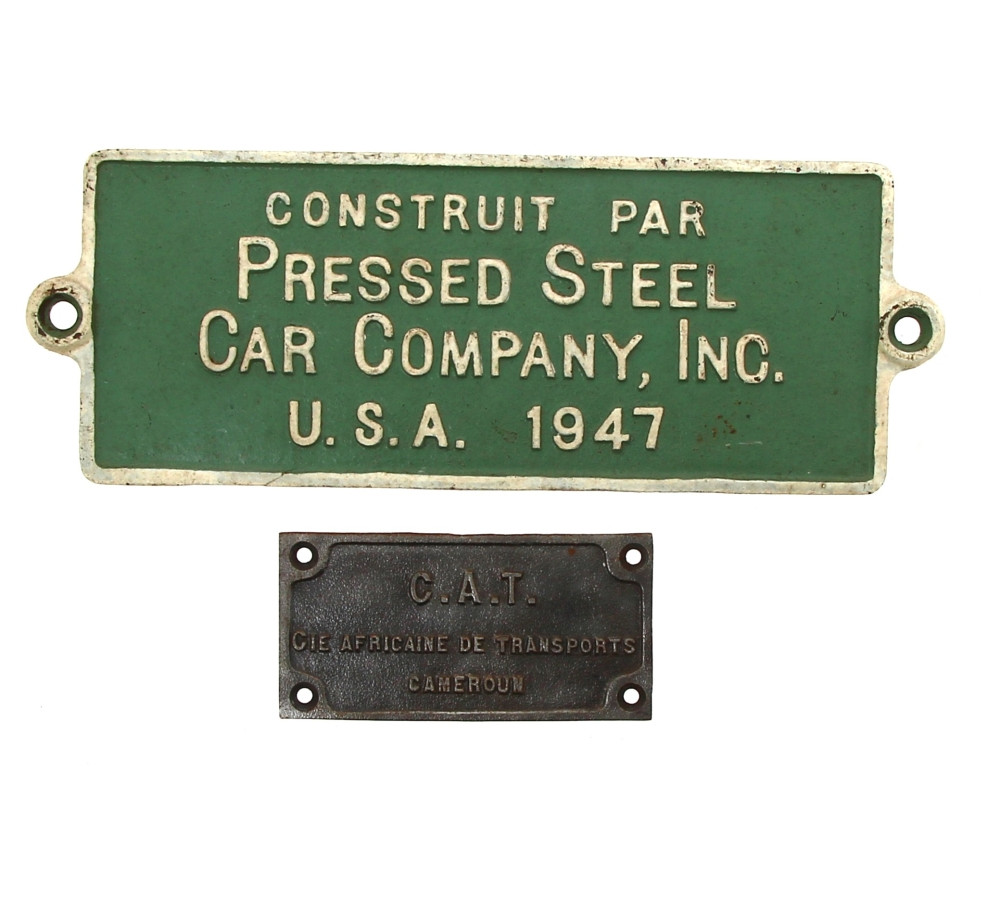 CONSTRUIT PAR
PRESSED STEEL
CAR COMPANY, INC.
U.S.A. 1947
C.A.T.
CIE AFRICAINE DE TRANSPORTS
CAMEROUN